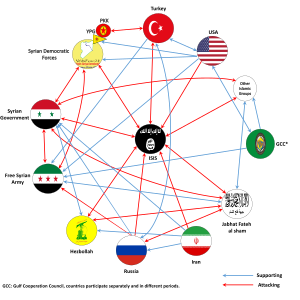 Turkey
PKK
YPG
USA
Syrian Democratic
Forces
Other
Islamic
Groups
Syrian
Government
GCC*
ISIS
Free Syrian
Army
Jabhat Fateh
al sham
Hezbollah
Iran
Russia
Supporting
Attacking
GCC: Gulf Cooperation Council, countries participate separately and in different periods.